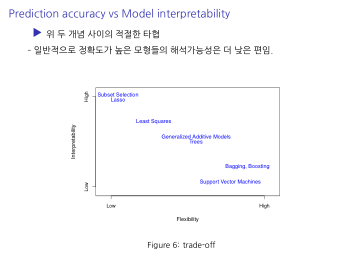 Prediction accuracy vs Model interpretability
▶ 위 두 개념 사이의 적절한 타협
- 일반적으로 정확도가 높은 모형들의 해석가능성은 더 낮은 편임.
High
Subset Selection
Lasso
Least Squares
Generalized Additive Models
Trees
Interpretability
Bagging, Boosting
Support Vector Machines
Low
Low
High
Flexibility
Figure 6: trade-off